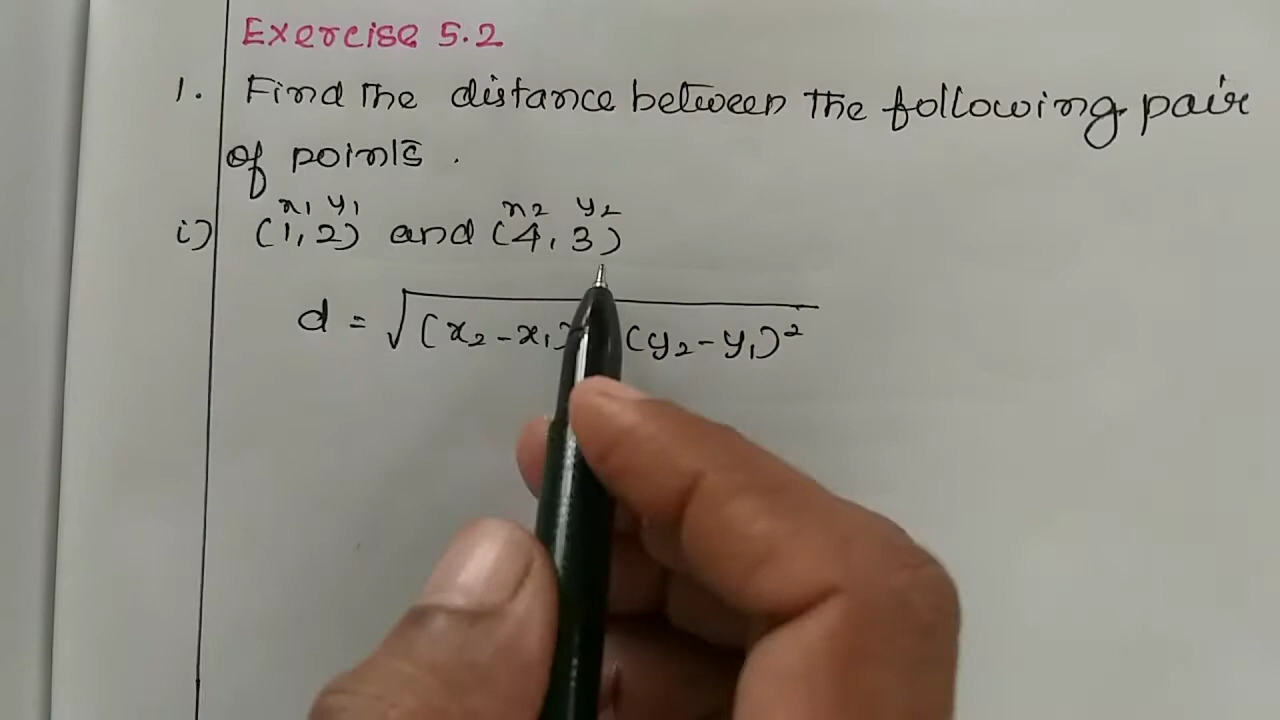 Exercise 5.2
1. Find The distance between The following pair
of points.
x1 y1 x2 y2
i) (1, 2) and (4, 3)
d = √(x₂-x₁) (y₂-y₁)²